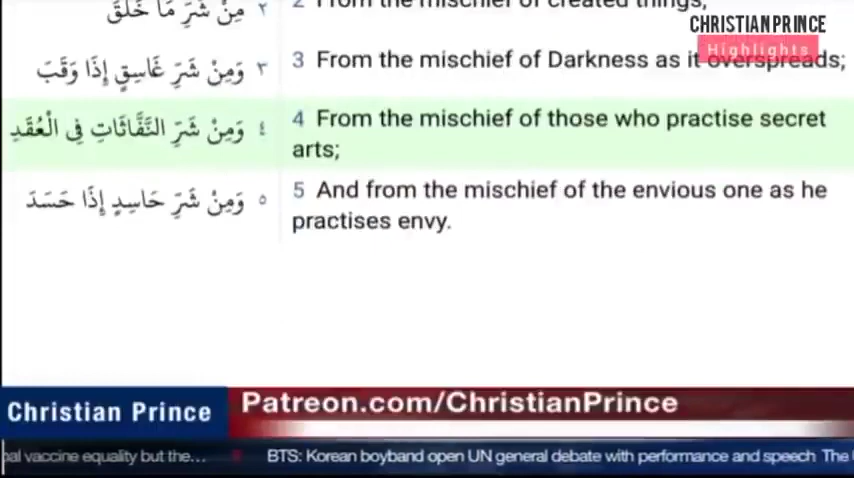 ٢ مِنْ شَرِّ مَا خَلَقَ
2 From the mischief of created things;
CHRISTIAN PRINCE
Highlights
٣ وَمِنْ شَرِّ غَاسِقٍ إِذَا وَقَبَ
3 From the mischief of Darkness as it overspreads;
٤ وَمِنْ شَرِّ النَّفَّاثَاتِ فِى الْعُقَدِ
4 From the mischief of those who practise secret
arts;
٥ وَمِنْ شَرِّ حَاسِدٍ إِذَا حَسَدَ
5 And from the mischief of the envious one as he
practises envy.
Christian Prince
Patreon.com/ChristianPrince
vaccine equality but the...
BTS: Korean boyband open UN general debate with performance and speech The